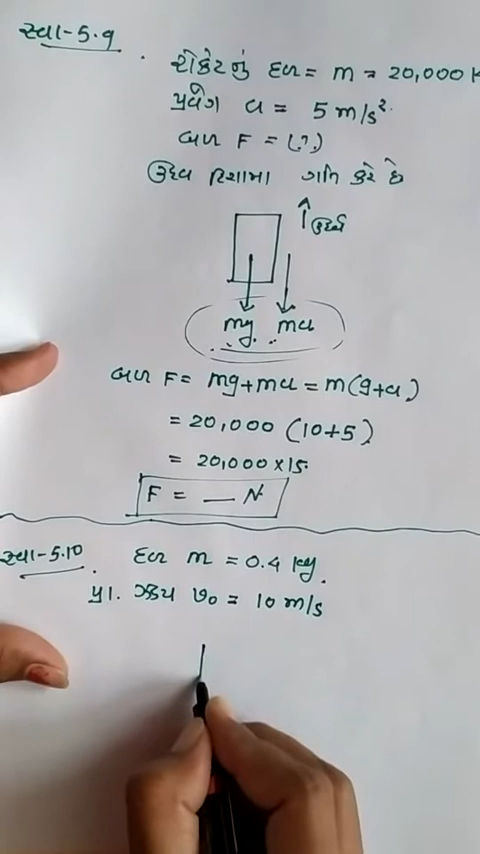 સ્વા-5.9.
રોકેટનું દળ = m = 20,000 K
પ્રવેગ a = 5 m/s².
બળ F = (?)
ઉર્ધ્વ દિશામા ગતિ કરે છે
↑ ઉર્ધ્વ
mg ma
બળ F = mg+ma = m(g+a)
= 20,000 (10+5)
= 20,000 × 15.
F = — N.
સ્વા-5.10.
દળ m = 0.4 kg.
પ્રા. ઝડપ v₀ = 10 m/s